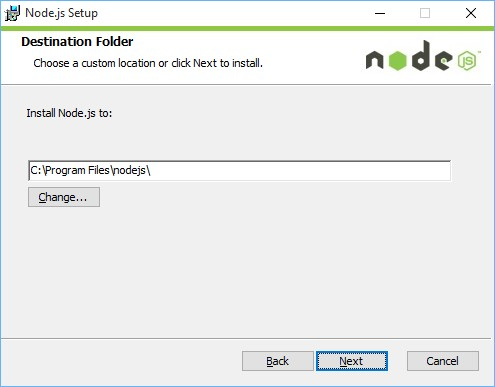 Node.js Setup
Destination Folder
Choose a custom location or click Next to install.
node JS
Install Node.js to:
C:\Program Files\nodejs\
Change...
Back Next Cancel